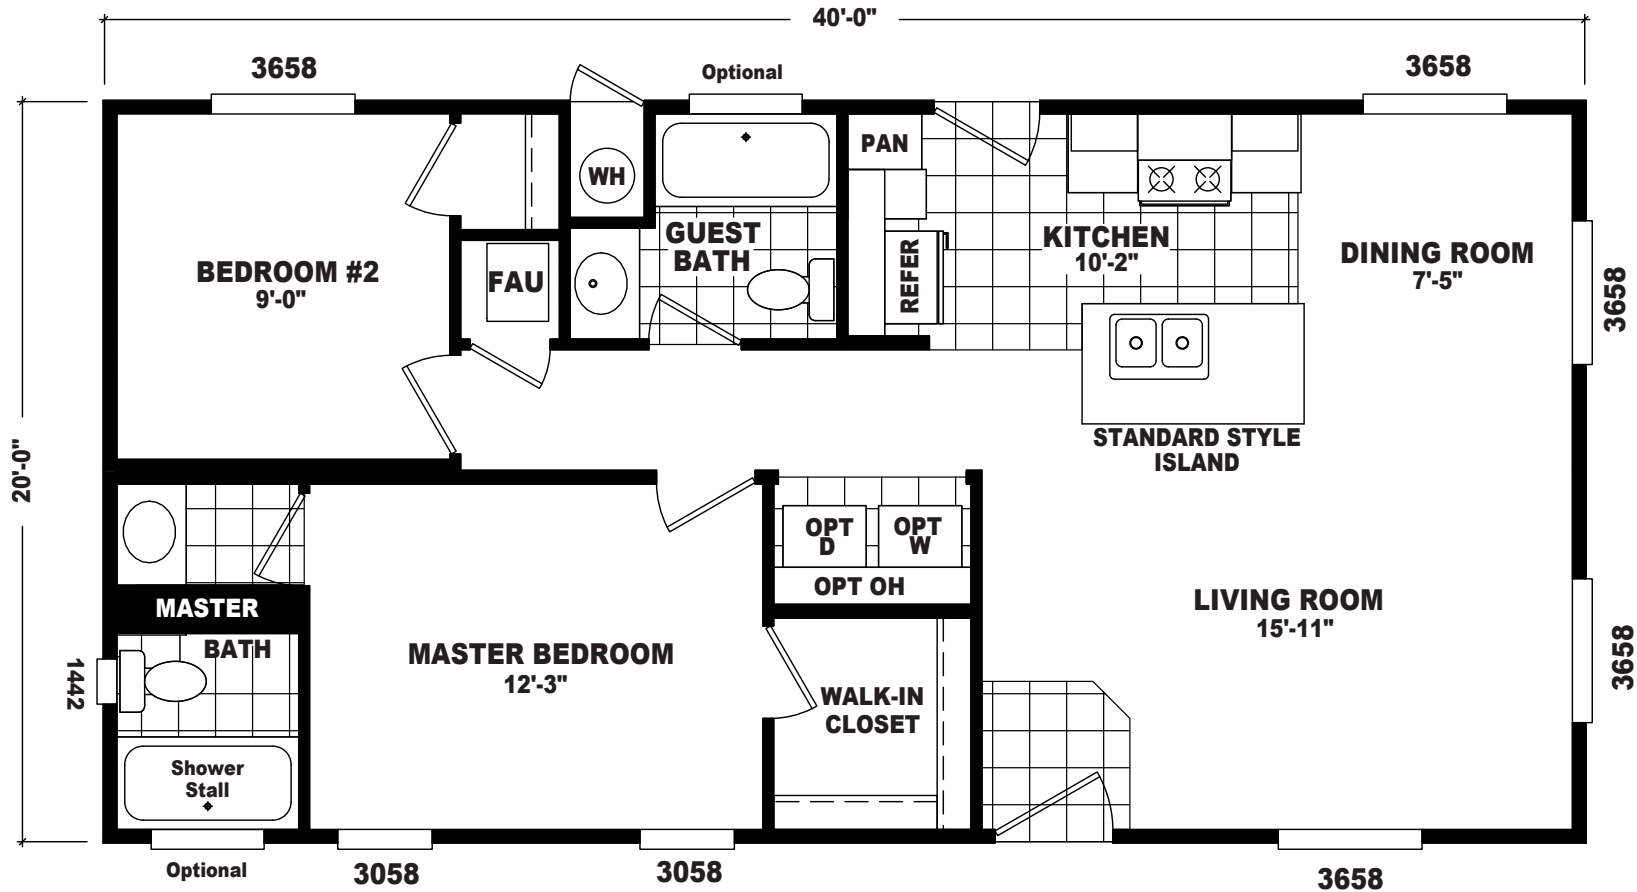 40'-0"
3658
Optional
3658
PAN
WH
GUEST
BATH
KITCHEN
10'-2"
DINING ROOM
7'-5"
BEDROOM #2
9'-0"
FAU
REFER
3658
20'-0"
STANDARD STYLE
ISLAND
OPT
D
OPT
W
OPT OH
MASTER
BATH
LIVING ROOM
15'-11"
MASTER BEDROOM
12'-3"
1442
3658
WALK-IN
CLOSET
Shower
Stall
Optional
3058
3058
3658